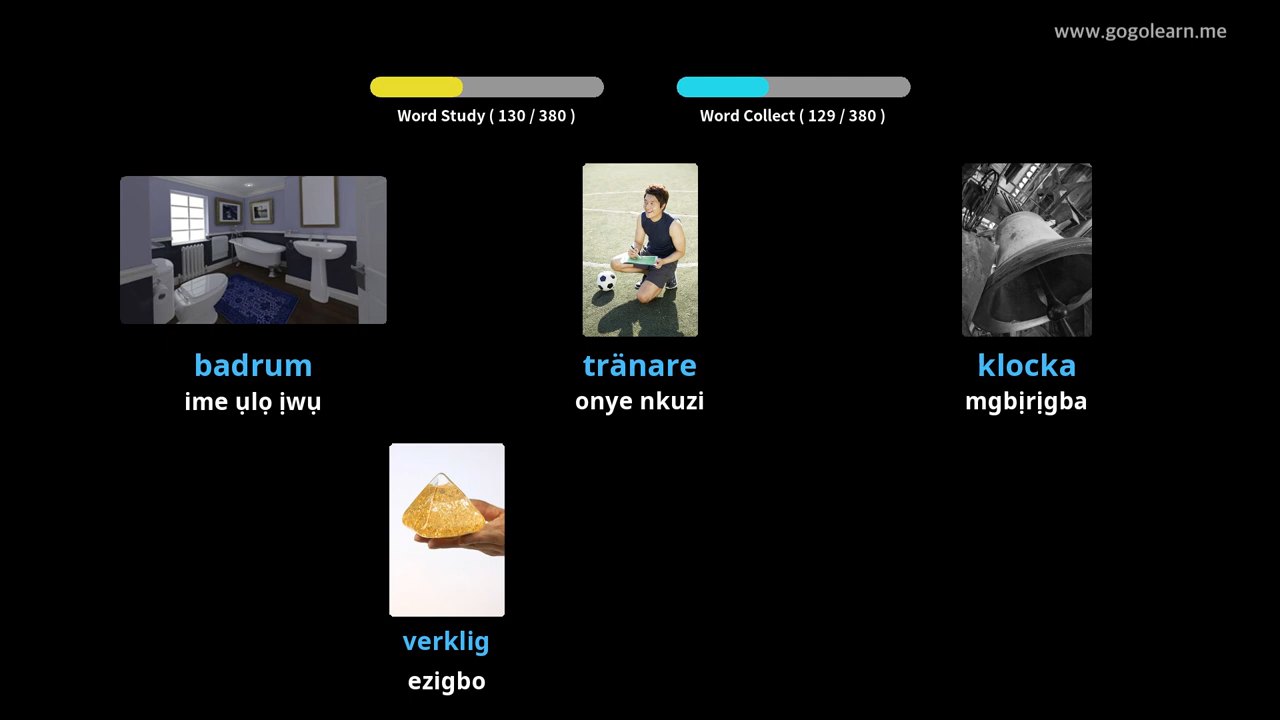 www.gogolearn.me
Word Study ( 130 / 380 )
Word Collect ( 129 / 380 )
badrum
tränare
klocka
ime ụlọ ịwụ
onye nkuzi
mgbịrịgba
verklig
ezigbo